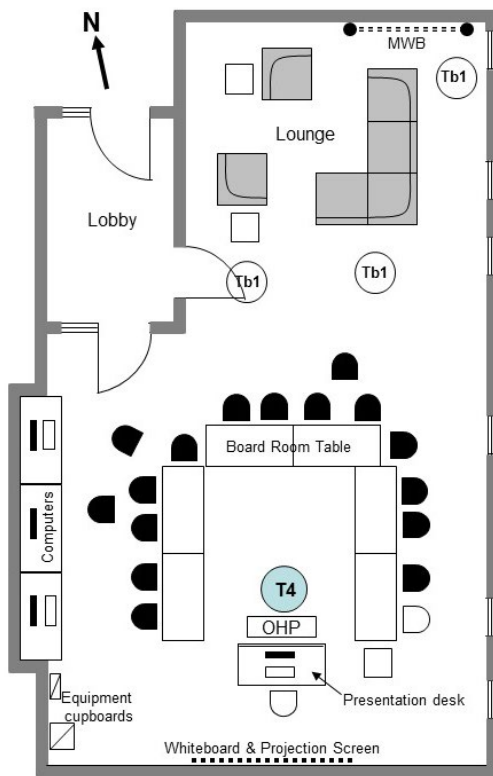 N
MWB
Tb1
Lounge
Lobby
Tb1
Tb1
Board Room Table
Computers
T4
OHP
Equipment
cupboards
Presentation desk
Whiteboard & Projection Screen